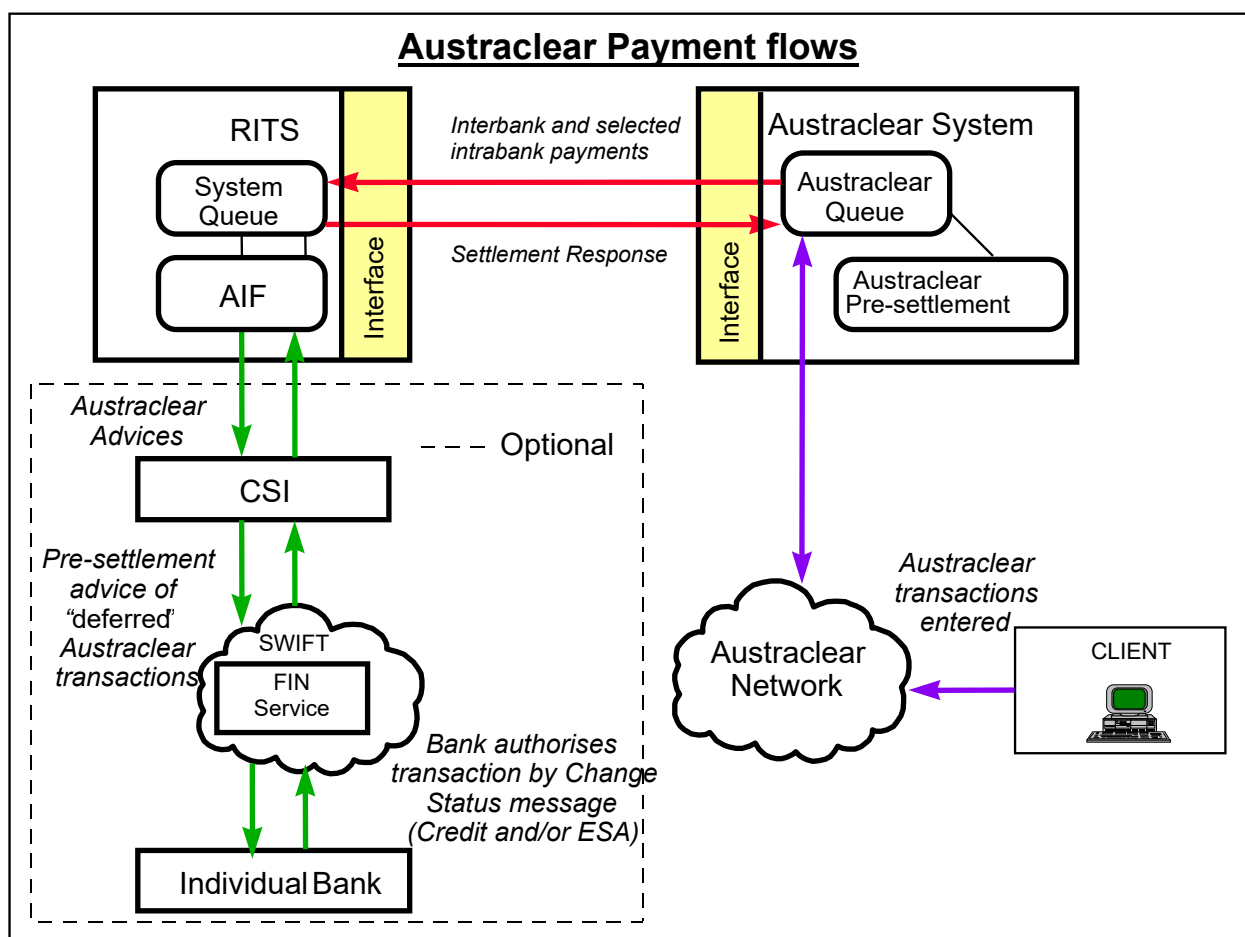 Austraclear Payment flows
RITS
System
Queue
AIF
Interface
Interbank and selected
intrabank payments
Settlement Response
Interface
Austraclear System
Austraclear
Queue
Austraclear
Pre-settlement
Austraclear
Advices
Optional
CSI
Pre-settlement
advice of
“deferred”
Austraclear
transactions
SWIFT
FIN
Service
Bank authorises
transaction by Change
Status message
(Credit and/or ESA)
Individual Bank
Austraclear
Network
Austraclear
transactions
entered
CLIENT